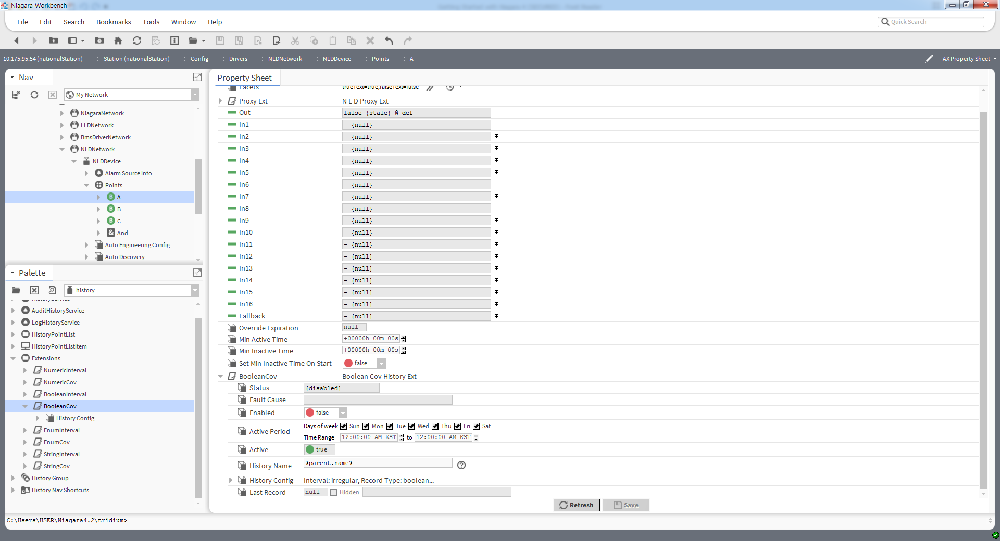 Niagara Workbench
File Edit Search Bookmarks Tools Window Help
Quick Search
10.175.95.54 (nationalStation) : Station (nationalStation) : Config : Drivers : NLDNetwork : NLDDevice : Points : A
AX Property Sheet
Nav
My Network
NiagaraNetwork
LLDNetwork
BmsDriverNetwork
NLDNetwork
NLDDevice
Alarm Source Info
Points
B A
B B
B C
& And
Auto Engineering Config
Auto Discovery
Palette
history
HistoryService
AuditHistoryService
LogHistoryService
HistoryPointList
HistoryPointListItem
Extensions
NumericInterval
NumericCov
BooleanInterval
BooleanCov
History Config
EnumInterval
EnumCov
StringInterval
StringCov
History Group
History Nav Shortcuts
Property Sheet
Facets trueText=true,falseText=false
Proxy Ext N L D Proxy Ext
Out false {stale} @ def
In1 - {null}
In2 - {null}
In3 - {null}
In4 - {null}
In5 - {null}
In6 - {null}
In7 - {null}
In8 - {null}
In9 - {null}
In10 - {null}
In11 - {null}
In12 - {null}
In13 - {null}
In14 - {null}
In15 - {null}
In16 - {null}
Fallback - {null}
Override Expiration null
Min Active Time +00000h 00m 00s
Min Inactive Time +00000h 00m 00s
Set Min Inactive Time On Start false
BooleanCov Boolean Cov History Ext
Status {disabled}
Fault Cause
Enabled false
Active Period Days of week Sun Mon Tue Wed Thu Fri Sat
Time Range 12:00:00 AM KST to 12:00:00 AM KST
Active true
History Name %parent.name%
History Config Interval: irregular, Record Type: boolean...
Last Record null Hidden
Refresh Save
C:\Users\USER\Niagara4.2\tridium>